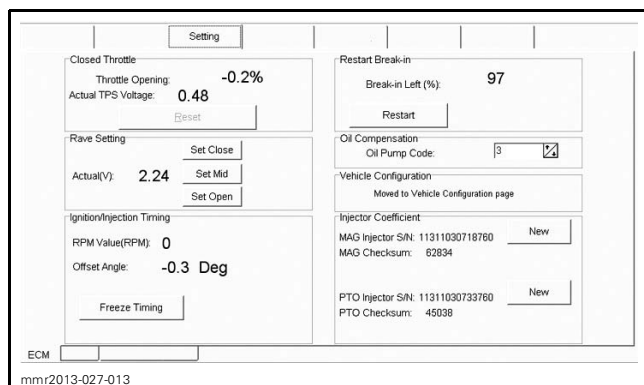 Setting
Closed Throttle
Throttle Opening: -0.2%
Actual TPS Voltage: 0.48
Reset
Rave Setting
Set Close
Actual(V): 2.24 Set Mid
Set Open
Ignition/Injection Timing
RPM Value(RPM): 0
Offset Angle: -0.3 Deg
Freeze Timing
Restart Break-in
Break-in Left (%): 97
Restart
Oil Compensation
Oil Pump Code: 3
Vehicle Configuration
Moved to Vehicle Configuration page
Injector Coefficient
MAG Injector S/N: 11311030718760 New
MAG Checksum: 62834
PTO Injector S/N: 11311030733760 New
PTO Checksum: 45038
ECM
mmr2013-027-013